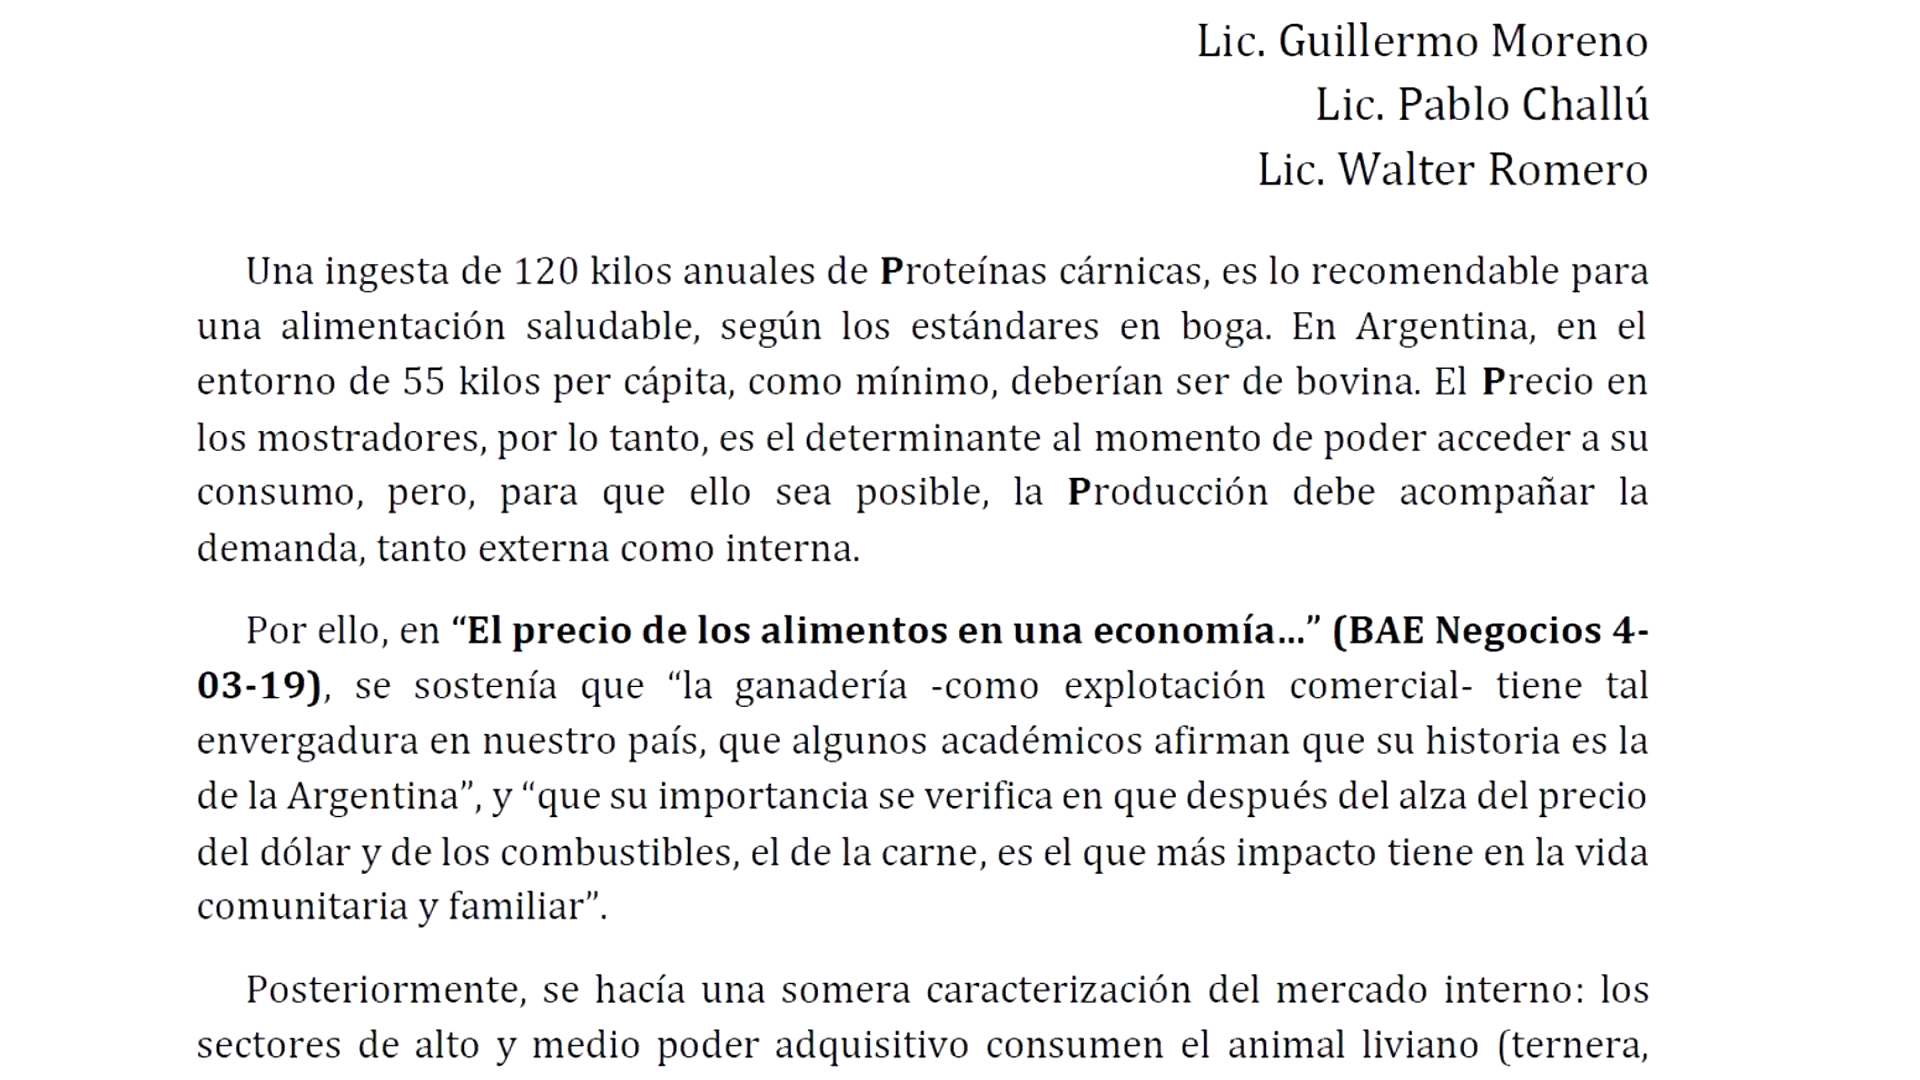 Lic. Guillermo Moreno
Lic. Pablo Challú
Lic. Walter Romero
Una ingesta de 120 kilos anuales de Proteínas cárnicas, es lo recomendable para
una alimentación saludable, según los estándares en boga. En Argentina, en el
entorno de 55 kilos per cápita, como mínimo, deberían ser de bovina. El Precio en
los mostradores, por lo tanto, es el determinante al momento de poder acceder a su
consumo, pero, para que ello sea posible, la Producción debe acompañar la
demanda, tanto externa como interna.
Por ello, en “El precio de los alimentos en una economía...” (BAE Negocios 4-
03-19), se sostenía que “la ganadería -como explotación comercial- tiene tal
envergadura en nuestro país, que algunos académicos afirman que su historia es la
de la Argentina”, y “que su importancia se verifica en que después del alza del precio
del dólar y de los combustibles, el de la carne, es el que más impacto tiene en la vida
comunitaria y familiar”.
Posteriormente, se hacía una somera caracterización del mercado interno: los
sectores de alto y medio poder adquisitivo consumen el animal liviano (ternera,